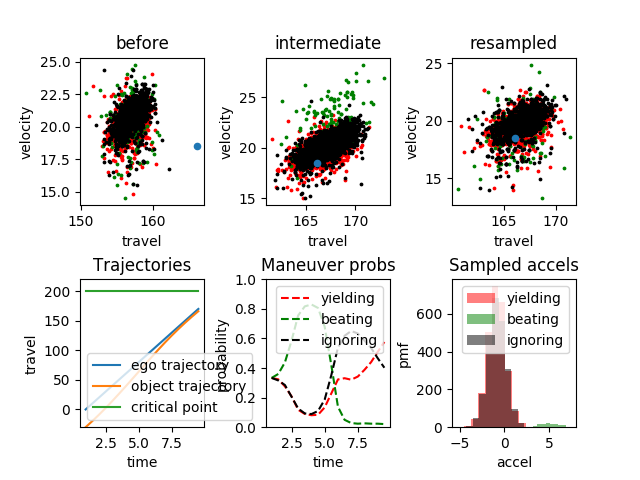 before
intermediate
resampled
velocity
25.0
22.5
20.0
17.5
15.0
150
160
travel
velocity
25
20
15
165
170
travel
velocity
25
20
15
160
165
170
travel
Trajectories
Maneuver probs
Sampled accels
travel
200
150
100
50
0
2.5
5.0
7.5
time
ego trajectory
object trajectory
critical point
probability
1.0
0.8
0.6
0.4
0.2
0.0
2.5
5.0
7.5
time
yielding
beating
ignoring
pmf
600
400
200
0
−5
0
5
accel
yielding
beating
ignoring